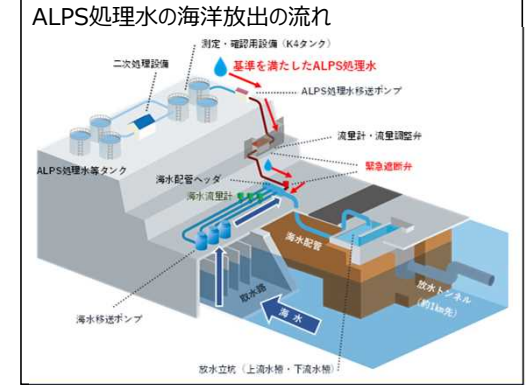 ALPS処理水の海洋放出の流れ
測定・確認用設備（K4タンク）
二次処理設備
基準を満たしたALPS処理水
ALPS処理水移送ポンプ
流量計・流量調整弁
ALPS処理水等タンク
緊急遮断弁
海水配管ヘッダ
海水流量計
海水配管
放水トンネル
（約1km先）
取水路
海水
海水移送ポンプ
放水立坑（上流水槽・下流水槽）